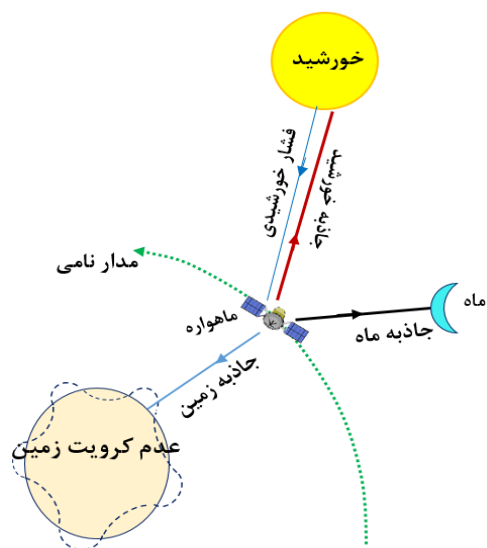 خورشید
فشار خورشیدی
جاذبه خورشید
مدار نامی
ماهواره
ماه
جاذبه ماه
جاذبه زمین
عدم کرویت زمین